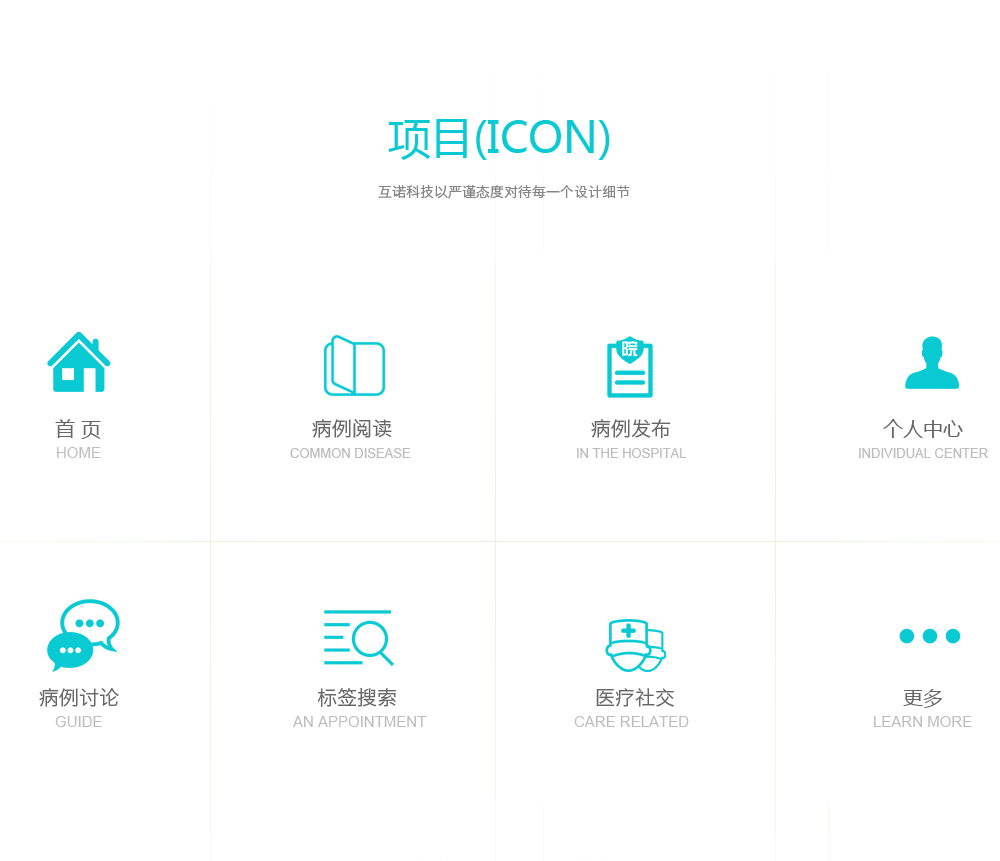 项目(ICON)
互诺科技以严谨态度对待每一个设计细节
院
首 页
HOME
病例阅读
COMMON DISEASE
病例发布
IN THE HOSPITAL
个人中心
INDIVIDUAL CENTER
病例讨论
GUIDE
标签搜索
AN APPOINTMENT
医疗社交
CARE RELATED
更多
LEARN MORE